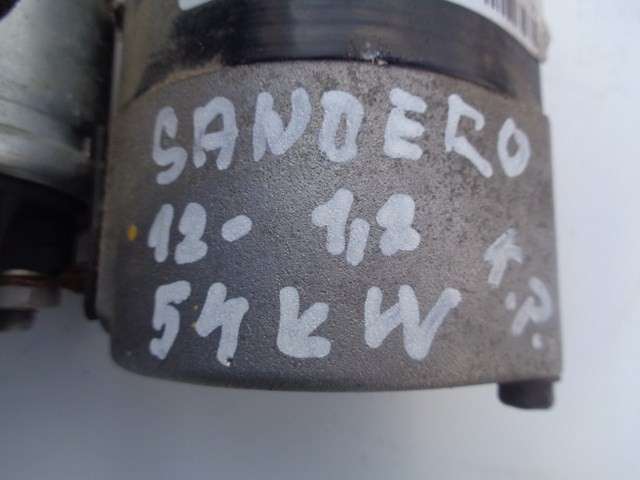 SANDERO
12- 1,2
54kW K.P.